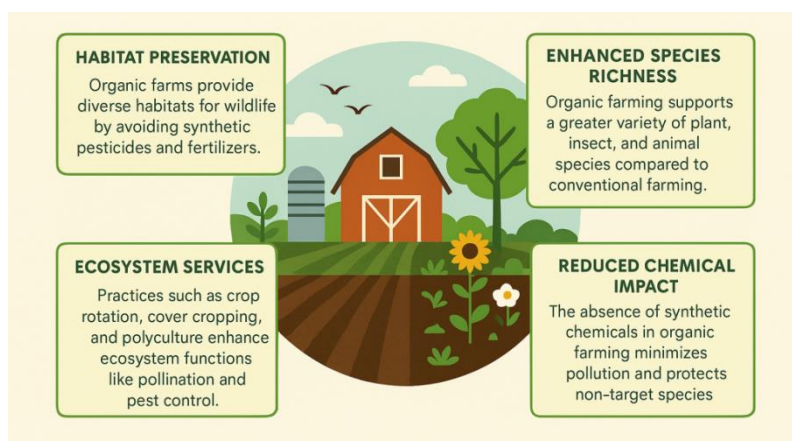 HABITAT PRESERVATION
Organic farms provide
diverse habitats for wildlife
by avoiding synthetic
pesticides and fertilizers.
ENHANCED SPECIES
RICHNESS
Organic farming supports
a greater variety of plant,
insect, and animal
species compared to
conventional farming.
ECOSYSTEM SERVICES
Practices such as crop
rotation, cover cropping,
and polyculture enhance
ecosystem functions
like pollination and
pest control.
REDUCED CHEMICAL
IMPACT
The absence of synthetic
chemicals in organic
farming minimizes
pollution and protects
non-target species